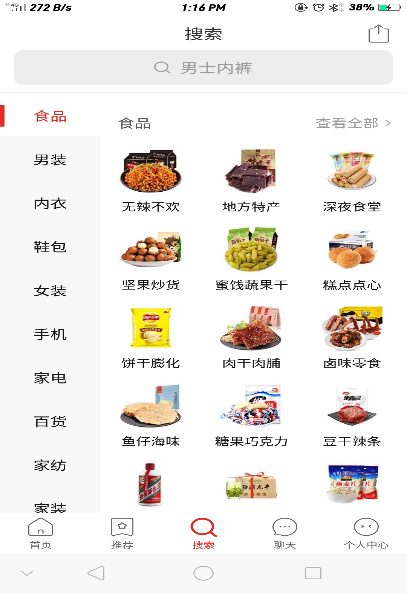 272 B/s 1:16 PM 38%
搜索
男士内裤
食品
男装
内衣
鞋包
女装
手机
家电
百货
家纺
家装
食品 查看全部 >
无辣不欢 地方特产 深夜食堂
坚果炒货 蜜饯蔬果干 糕点点心
饼干膨化 肉干肉脯 卤味零食
鱼仔海味 糖果巧克力 豆干辣条
首页 推荐 搜索 聊天 个人中心